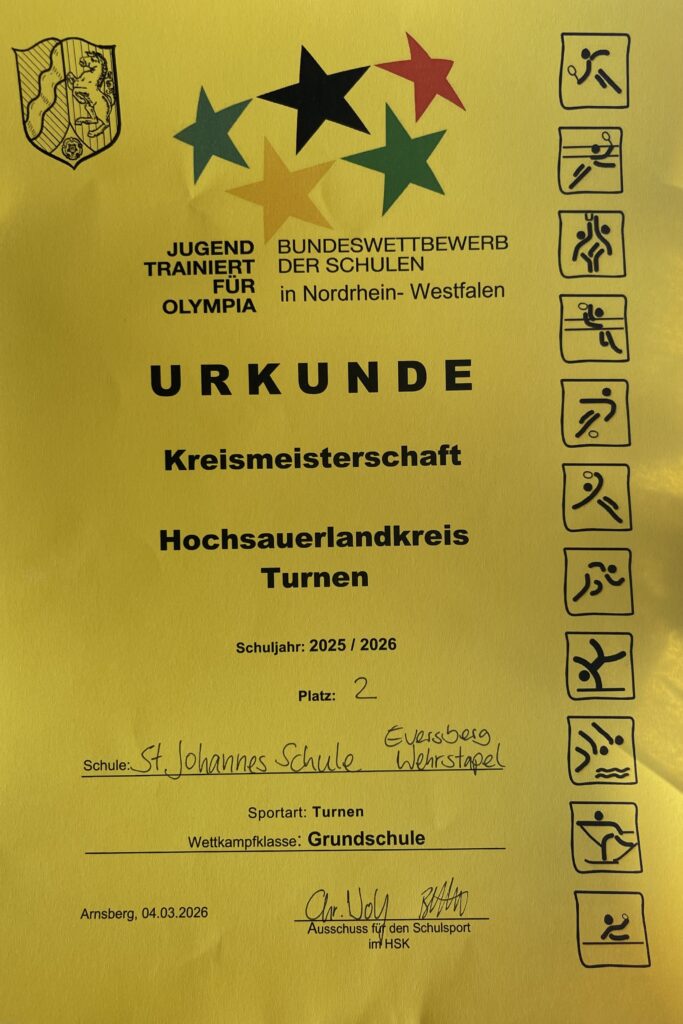 JUGEND
TRAINIERT
FÜR
OLYMPIA
BUNDESWETTBEWERB
DER SCHULEN
in Nordrhein- Westfalen
URKUNDE
Kreismeisterschaft
Hochsauerlandkreis
Turnen
Schuljahr: 2025 / 2026
Platz: 2
Eversberg
Schule: St. Johannes Schule Wehrstapel
Sportart: Turnen
Wettkampfklasse: Grundschule
Arnsberg, 04.03.2026
Chr. Wolf
Ausschuss für den Schulsport
im HSK